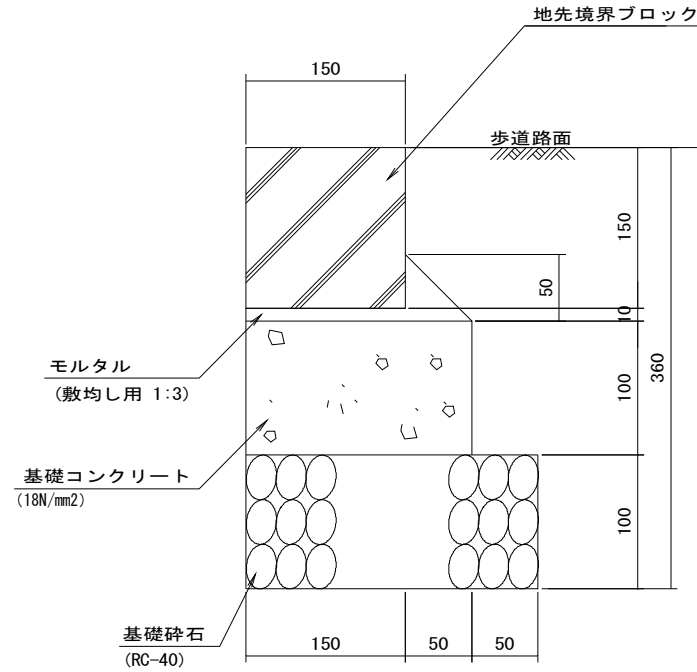 地先境界ブロック
150
歩道路面
150
50
10
360
モルタル
(敷均し用 1:3)
100
基礎コンクリート
(18N/mm2)
100
基礎砕石
(RC-40)
150
50
50